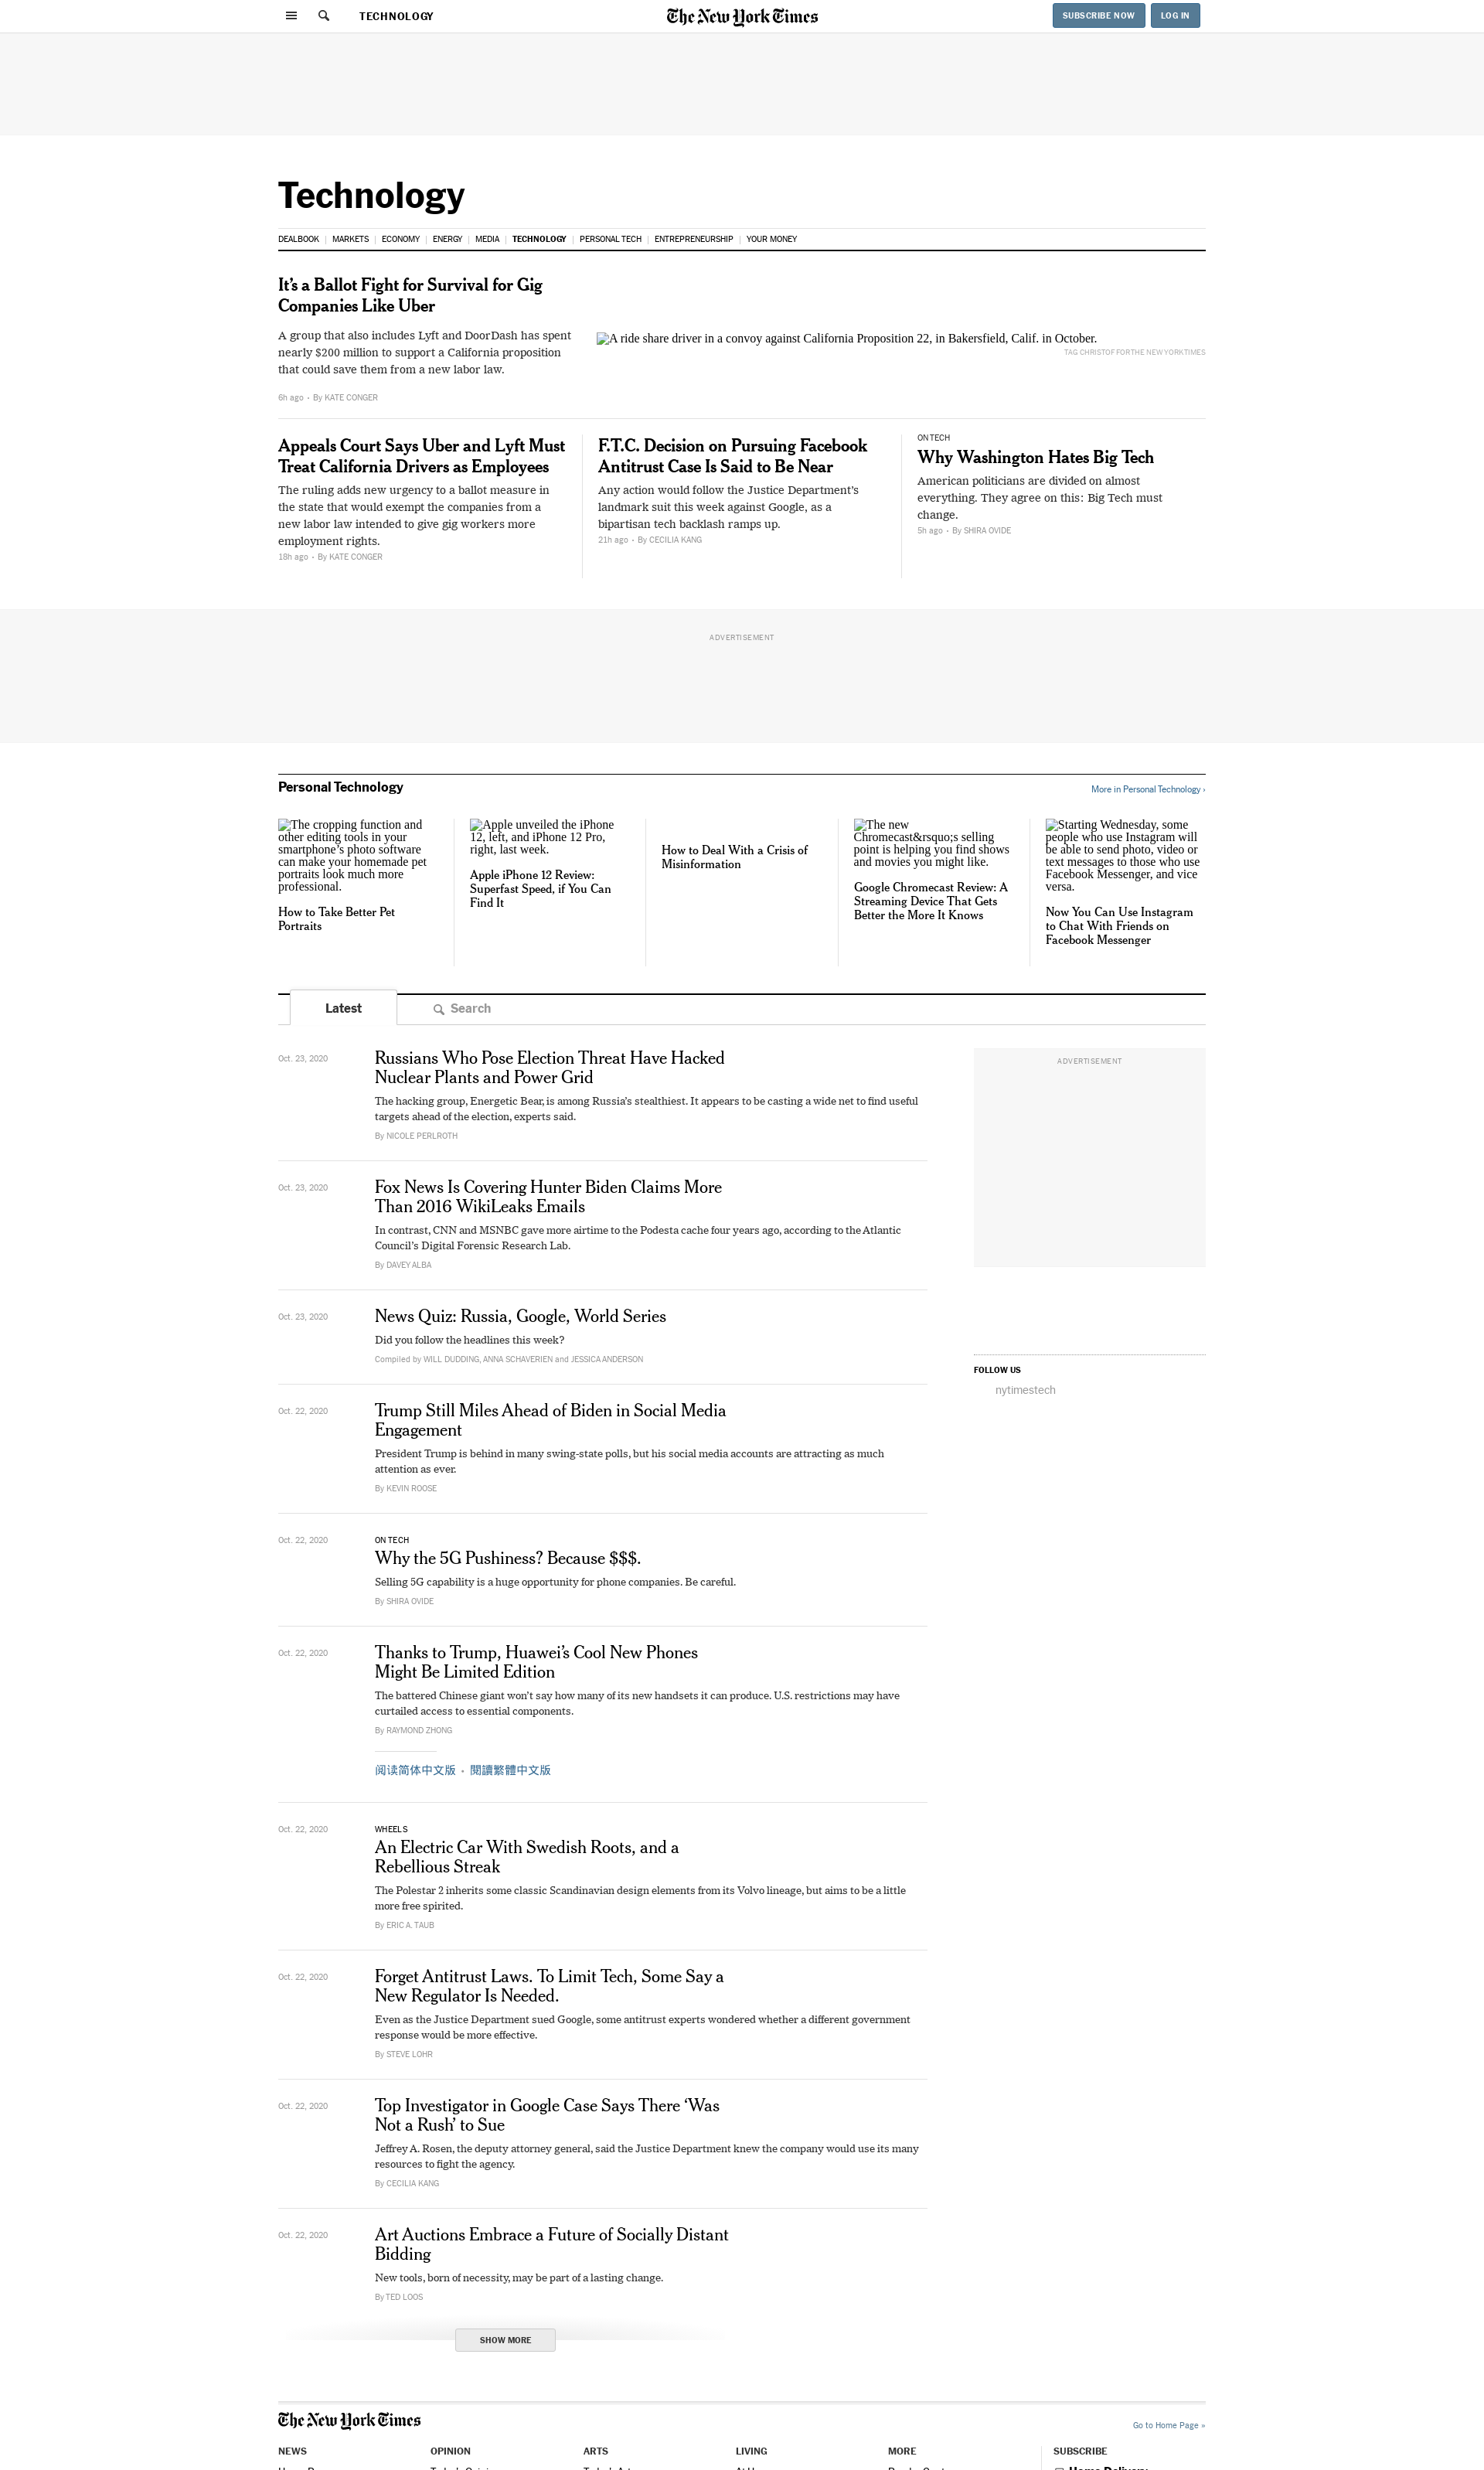 TECHNOLOGY
The New York Times
SUBSCRIBE NOW
LOG IN
Technology
DEALBOOK | MARKETS | ECONOMY | ENERGY | MEDIA | TECHNOLOGY | PERSONAL TECH | ENTREPRENEURSHIP | YOUR MONEY
It’s a Ballot Fight for Survival for Gig
Companies Like Uber
A group that also includes Lyft and DoorDash has spent
nearly $200 million to support a California proposition
that could save them from a new labor law.
6h ago • By KATE CONGER
A ride share driver in a convoy against California Proposition 22, in Bakersfield, Calif. in October.
TAG CHRISTOF FOR THE NEW YORK TIMES
Appeals Court Says Uber and Lyft Must
Treat California Drivers as Employees
The ruling adds new urgency to a ballot measure in
the state that would exempt the companies from a
new labor law intended to give gig workers more
employment rights.
18h ago • By KATE CONGER
F.T.C. Decision on Pursuing Facebook
Antitrust Case Is Said to Be Near
Any action would follow the Justice Department’s
landmark suit this week against Google, as a
bipartisan tech backlash ramps up.
21h ago • By CECILIA KANG
ON TECH
Why Washington Hates Big Tech
American politicians are divided on almost
everything. They agree on this: Big Tech must
change.
5h ago • By SHIRA OVIDE
ADVERTISEMENT
Personal Technology
More in Personal Technology ›
The cropping function and
other editing tools in your
smartphone’s photo software
can make your homemade pet
portraits look much more
professional.
How to Take Better Pet
Portraits
Apple unveiled the iPhone
12, left, and iPhone 12 Pro,
right, last week.
Apple iPhone 12 Review:
Superfast Speed, if You Can
Find It
How to Deal With a Crisis of
Misinformation
The new
Chromecast&rsquo;s selling
point is helping you find shows
and movies you might like.
Google Chromecast Review: A
Streaming Device That Gets
Better the More It Knows
Starting Wednesday, some
people who use Instagram will
be able to send photo, video or
text messages to those who use
Facebook Messenger, and vice
versa.
Now You Can Use Instagram
to Chat With Friends on
Facebook Messenger
Latest
Search
Oct. 23, 2020
Russians Who Pose Election Threat Have Hacked
Nuclear Plants and Power Grid
The hacking group, Energetic Bear, is among Russia’s stealthiest. It appears to be casting a wide net to find useful
targets ahead of the election, experts said.
By NICOLE PERLROTH
ADVERTISEMENT
Oct. 23, 2020
Fox News Is Covering Hunter Biden Claims More
Than 2016 WikiLeaks Emails
In contrast, CNN and MSNBC gave more airtime to the Podesta cache four years ago, according to the Atlantic
Council’s Digital Forensic Research Lab.
By DAVEY ALBA
Oct. 23, 2020
News Quiz: Russia, Google, World Series
Did you follow the headlines this week?
Compiled by WILL DUDDING, ANNA SCHAVERIEN and JESSICA ANDERSON
FOLLOW US
nytimestech
Oct. 22, 2020
Trump Still Miles Ahead of Biden in Social Media
Engagement
President Trump is behind in many swing-state polls, but his social media accounts are attracting as much
attention as ever.
By KEVIN ROOSE
Oct. 22, 2020
ON TECH
Why the 5G Pushiness? Because $$$.
Selling 5G capability is a huge opportunity for phone companies. Be careful.
By SHIRA OVIDE
Oct. 22, 2020
Thanks to Trump, Huawei’s Cool New Phones
Might Be Limited Edition
The battered Chinese giant won’t say how many of its new handsets it can produce. U.S. restrictions may have
curtailed access to essential components.
By RAYMOND ZHONG
阅读简体中文版 • 閱讀繁體中文版
Oct. 22, 2020
WHEELS
An Electric Car With Swedish Roots, and a
Rebellious Streak
The Polestar 2 inherits some classic Scandinavian design elements from its Volvo lineage, but aims to be a little
more free spirited.
By ERIC A. TAUB
Oct. 22, 2020
Forget Antitrust Laws. To Limit Tech, Some Say a
New Regulator Is Needed.
Even as the Justice Department sued Google, some antitrust experts wondered whether a different government
response would be more effective.
By STEVE LOHR
Oct. 22, 2020
Top Investigator in Google Case Says There ‘Was
Not a Rush’ to Sue
Jeffrey A. Rosen, the deputy attorney general, said the Justice Department knew the company would use its many
resources to fight the agency.
By CECILIA KANG
Oct. 22, 2020
Art Auctions Embrace a Future of Socially Distant
Bidding
New tools, born of necessity, may be part of a lasting change.
By TED LOOS
SHOW MORE
The New York Times
Go to Home Page »
NEWS
OPINION
ARTS
LIVING
MORE
SUBSCRIBE